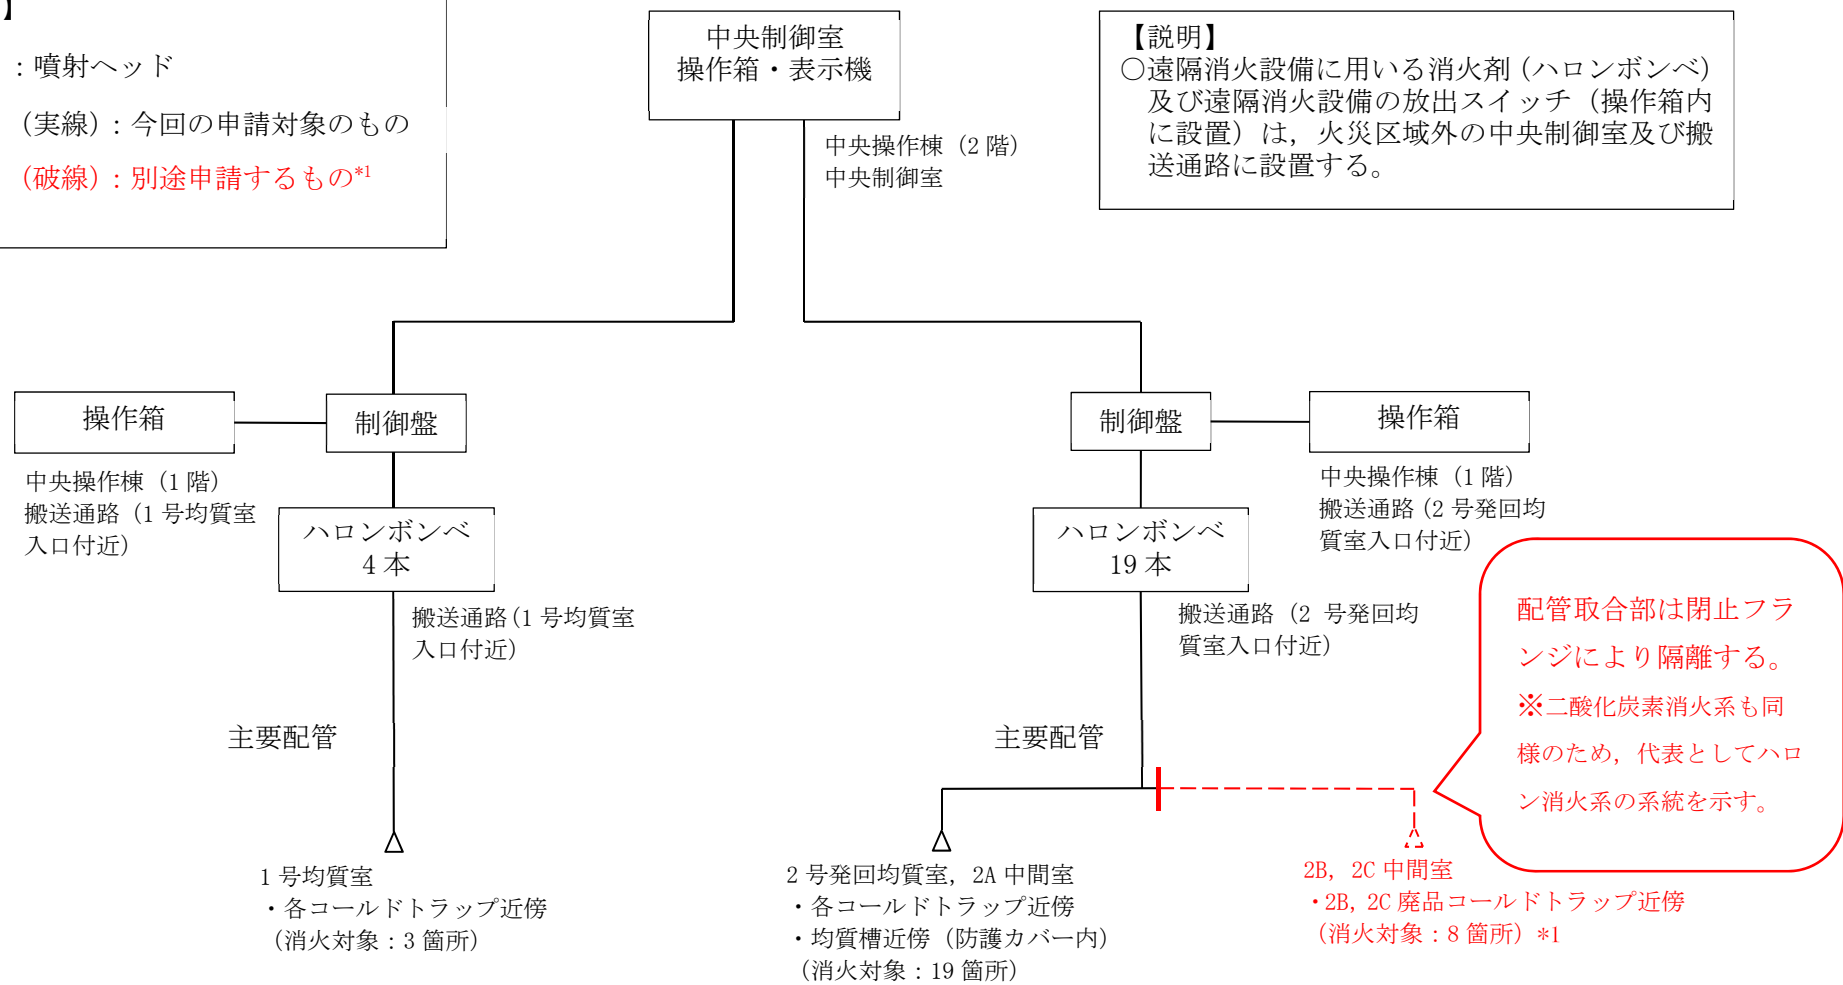 】
：噴射ヘッド
（実線）：今回の申請対象のもの
（破線）：別途申請するもの*1
中央制御室
操作箱・表示機
中央操作棟（2階）
中央制御室
【説明】
○遠隔消火設備に用いる消火剤（ハロンボンベ）
及び遠隔消火設備の放出スイッチ（操作箱内
に設置）は，火災区域外の中央制御室及び搬
送通路に設置する。
操作箱
制御盤
中央操作棟（1階）
搬送通路（1号均質室
入口付近）
ハロンボンベ
4本
搬送通路（1号均質室
入口付近）
主要配管
1号均質室
・各コールドトラップ近傍
（消火対象：3箇所）
制御盤
操作箱
中央操作棟（1階）
搬送通路（2号発回均
質室入口付近）
ハロンボンベ
19本
搬送通路（2 号発回均
質室入口付近）
主要配管
2号発回均質室，2A中間室
・各コールドトラップ近傍
・均質槽近傍（防護カバー内）
（消火対象：19箇所）
配管取合部は閉止フラ
ンジにより隔離する。
※二酸化炭素消火系も同
様のため，代表としてハロ
ン消火系の系統を示す。
2B，2C中間室
・2B,2C廃品コールドトラップ近傍
（消火対象：8箇所）*1